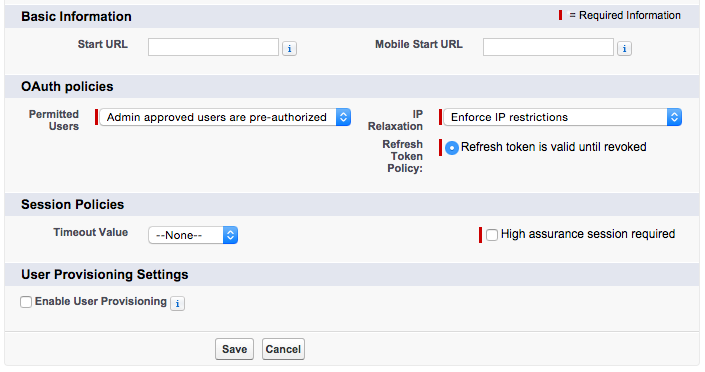 Basic Information
= Required Information
Start URL
i
Mobile Start URL
i
OAuth policies
Permitted
Users
Admin approved users are pre-authorized
IP
Relaxation
Enforce IP restrictions
Refresh
Token
Policy:
Refresh token is valid until revoked
Session Policies
Timeout Value
--None--
High assurance session required
User Provisioning Settings
Enable User Provisioning
i
Save
Cancel